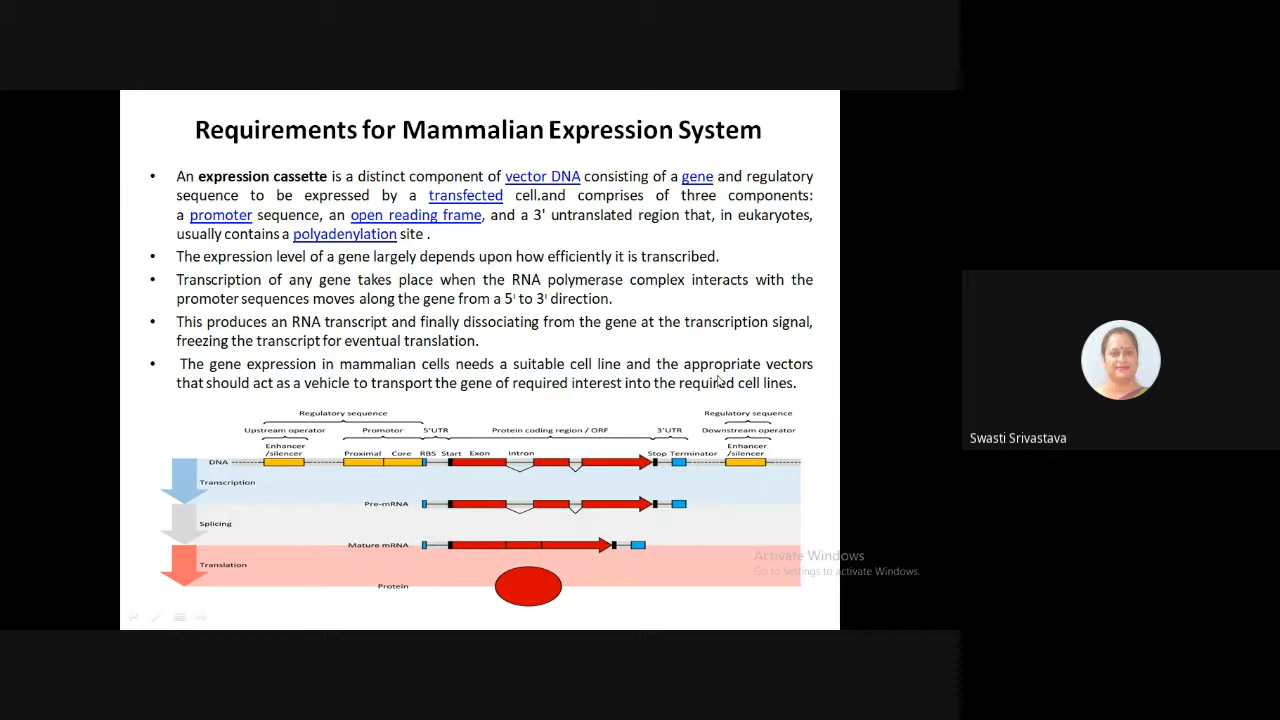 Requirements for Mammalian Expression System
• An expression cassette is a distinct component of vector DNA consisting of a gene and regulatory
sequence to be expressed by a transfected cell.and comprises of three components:
a promoter sequence, an open reading frame, and a 3' untranslated region that, in eukaryotes,
usually contains a polyadenylation site .
• The expression level of a gene largely depends upon how efficiently it is transcribed.
• Transcription of any gene takes place when the RNA polymerase complex interacts with the
promoter sequences moves along the gene from a 5ˈ to 3ˈ direction.
• This produces an RNA transcript and finally dissociating from the gene at the transcription signal,
freezing the transcript for eventual translation.
• The gene expression in mammalian cells needs a suitable cell line and the appropriate vectors
that should act as a vehicle to transport the gene of required interest into the required cell lines.
Regulatory sequence Regulatory sequence
Upstream operator Promotor 5'UTR Protein coding region / ORF 3'UTR Downstream operator
Enhancer Enhancer
/silencer Proximal Core RBS Start Exon Intron Stop Terminator /silencer
DNA
Transcription
Pre-mRNA
Splicing
Mature mRNA
Translation
Protein
Swasti Srivastava
Activate Windows
Go to Settings to activate Windows.